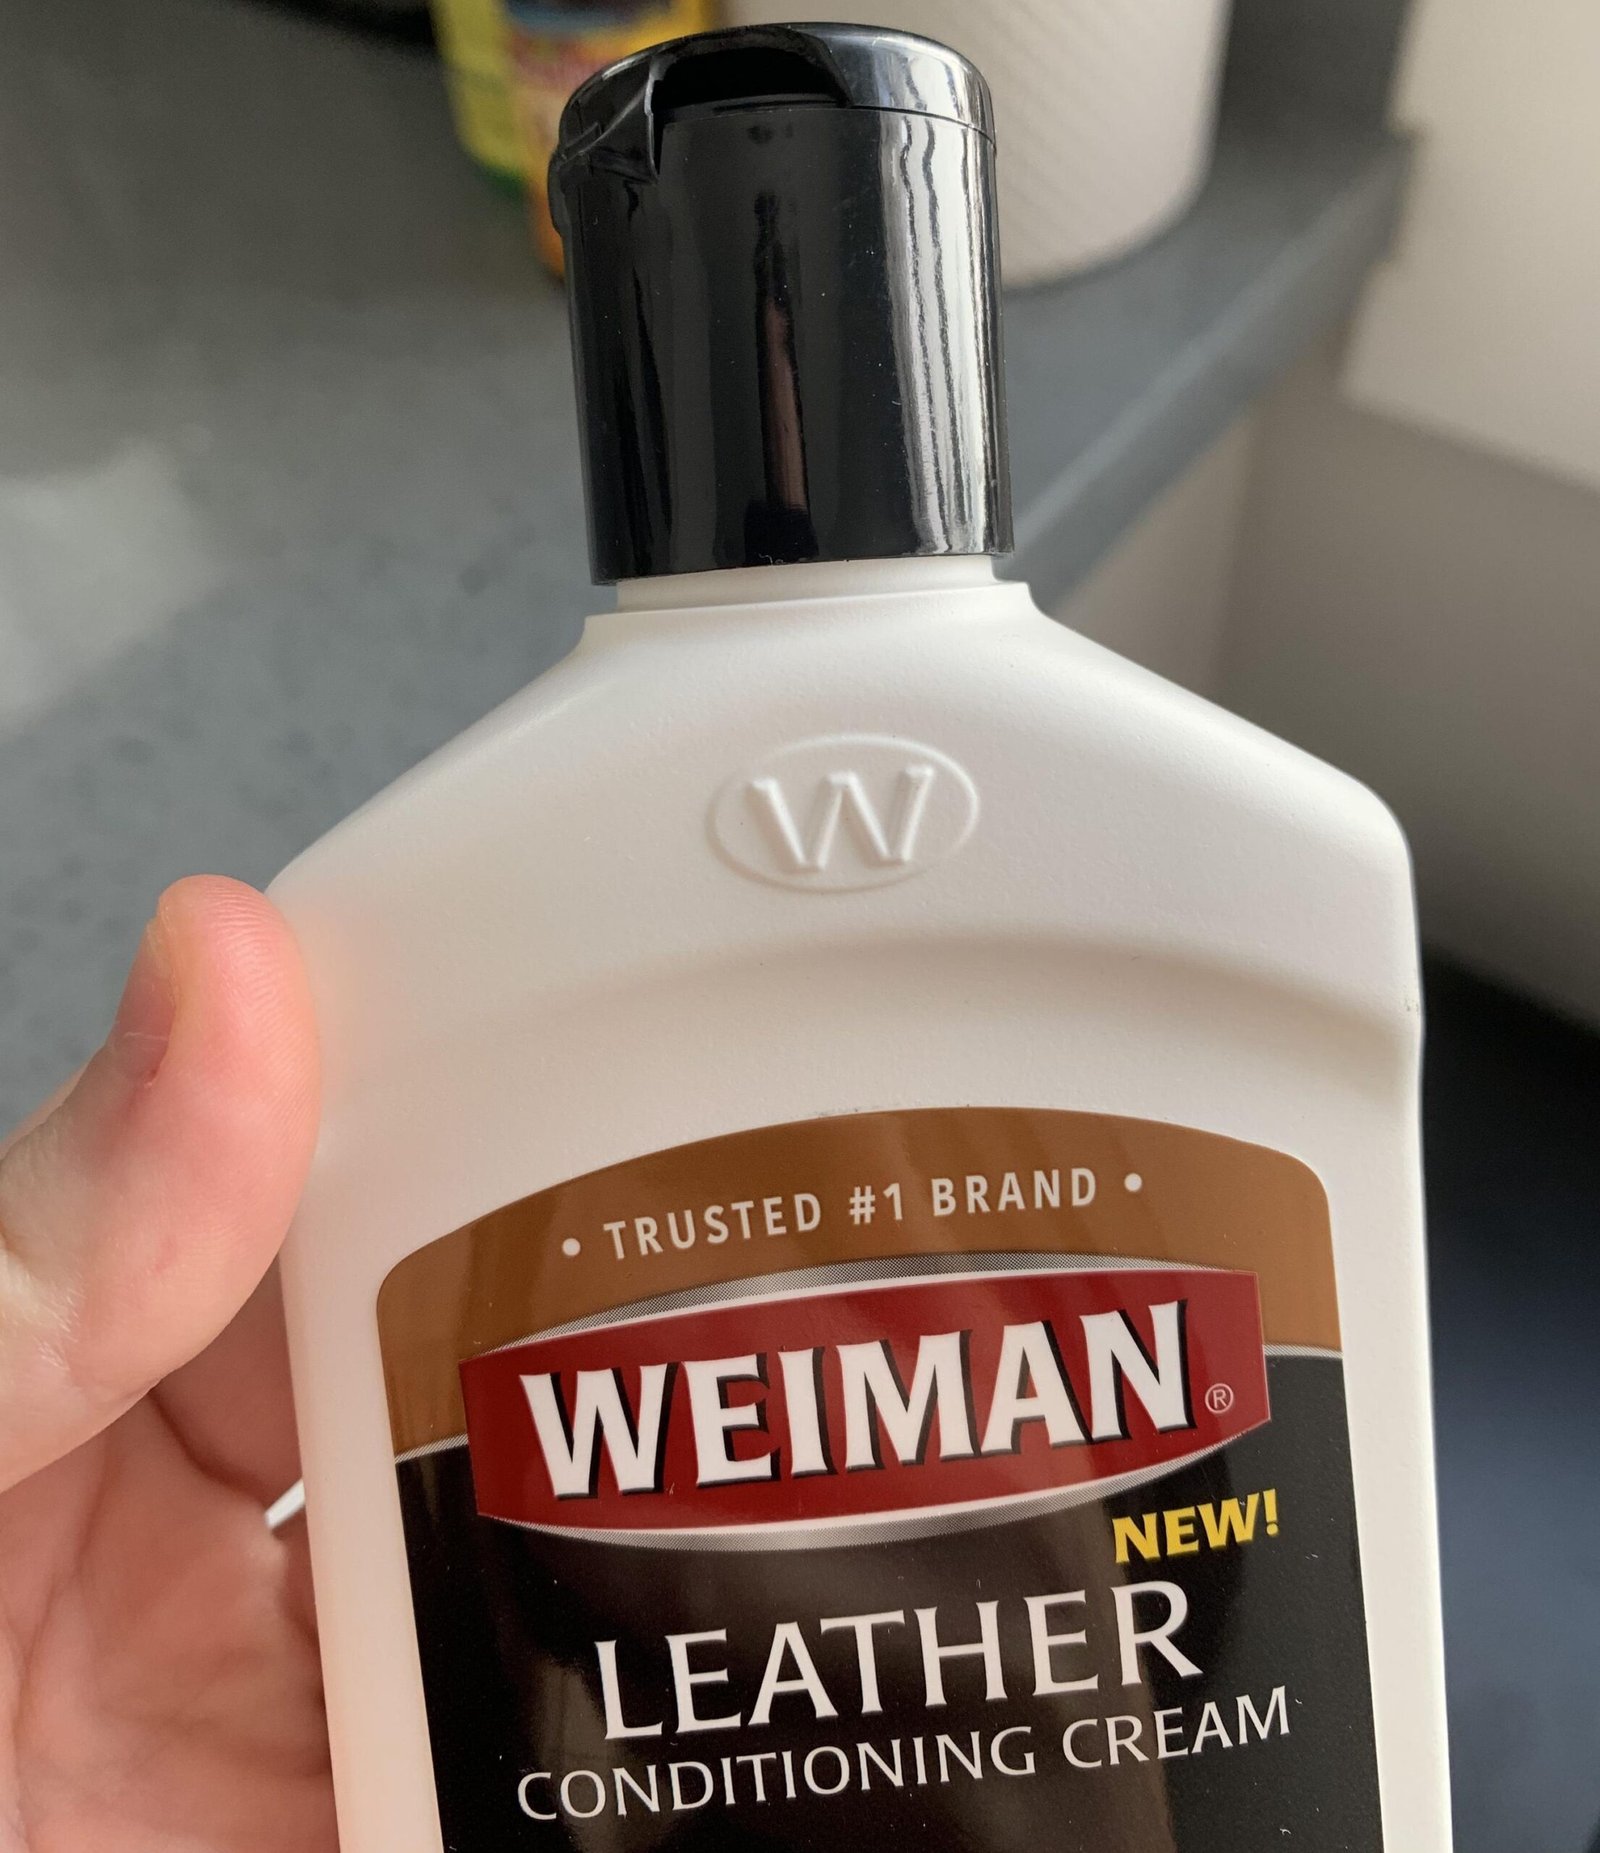 W
• TRUSTED #1 BRAND •
WEIMAN®
NEW!
LEATHER
CONDITIONING CREAM